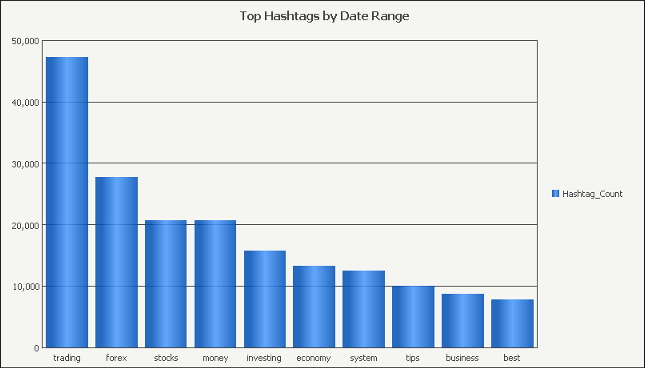 Top Hashtags by Date Range
50,000
40,000
30,000
20,000
10,000
0
trading forex stocks money investing economy system tips business best
Hashtag_Count